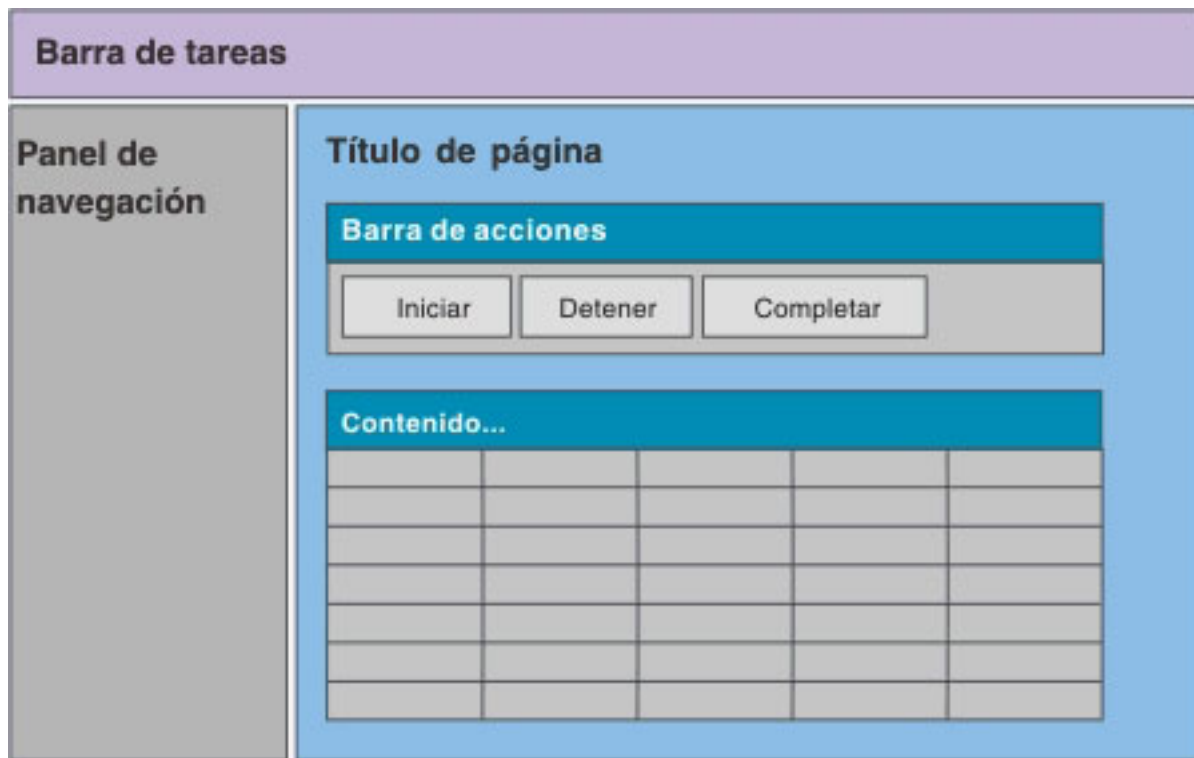 Barra de tareas
Panel de
navegación
Título de página
Barra de acciones
Iniciar
Detener
Completar
Contenido...